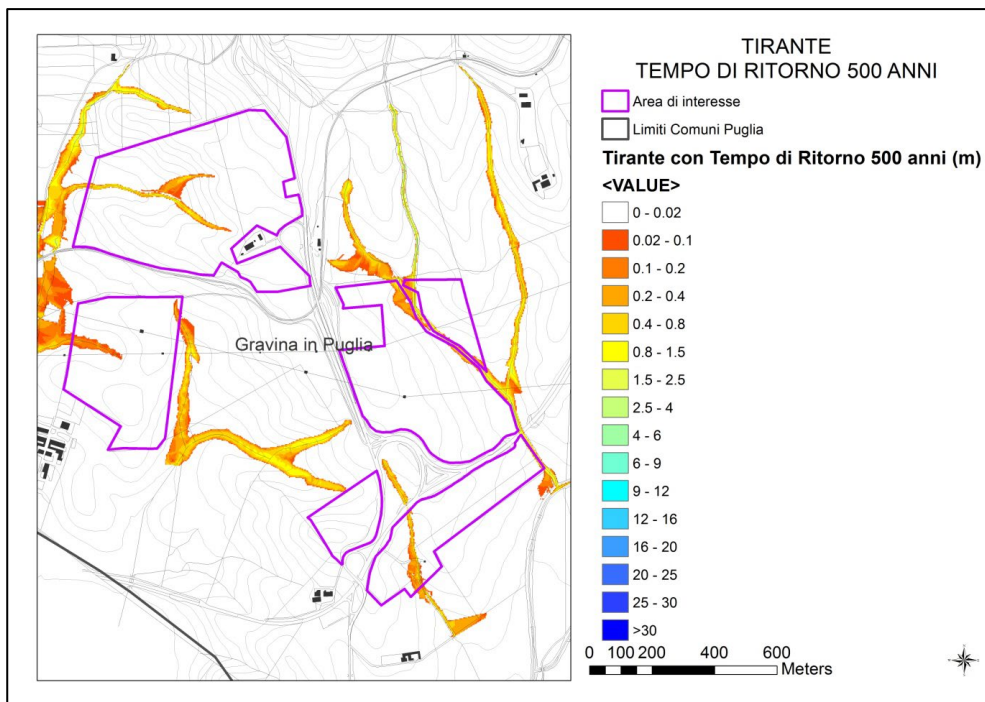 TIRANTE
TEMPO DI RITORNO 500 ANNI
Area di interesse
Limiti Comuni Puglia
Tirante con Tempo di Ritorno 500 anni (m)
<VALUE>
0 - 0.02
0.02 - 0.1
0.1 - 0.2
0.2 - 0.4
0.4 - 0.8
0.8 - 1.5
1.5 - 2.5
2.5 - 4
4 - 6
6 - 9
9 - 12
12 - 16
16 - 20
20 - 25
25 - 30
>30
0 100 200 400 600
Meters
Gravina in Puglia